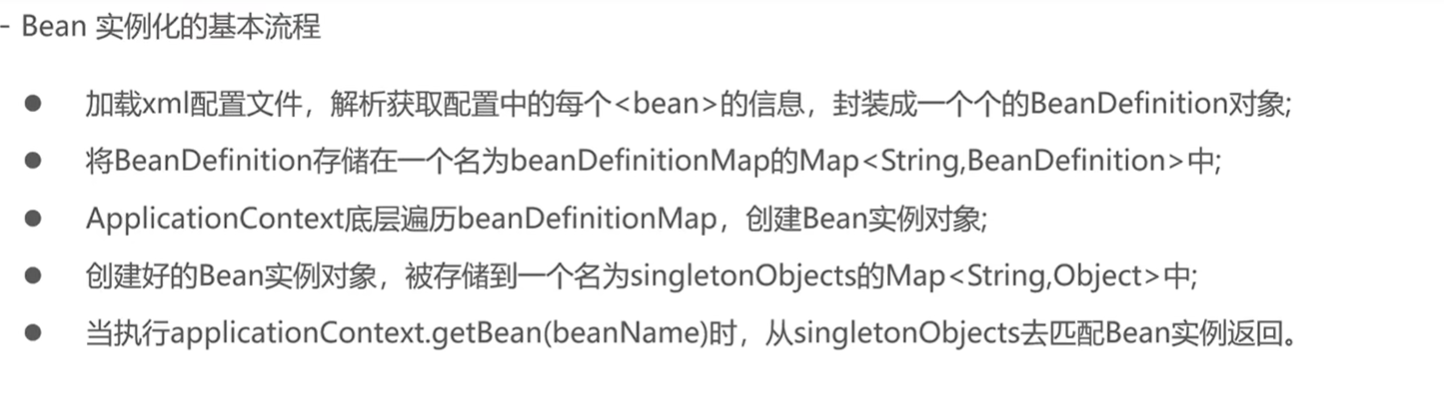 - Bean 实例化的基本流程
● 加载xml配置文件，解析获取配置中的每个<bean>的信息，封装成一个个的BeanDefinition对象;
● 将BeanDefinition存储在一个名为beanDefinitionMap的Map<String,BeanDefinition>中;
● ApplicationContext底层遍历beanDefinitionMap，创建Bean实例对象;
● 创建好的Bean实例对象，被存储到一个名为singletonObjects的Map<String,Object>中;
● 当执行applicationContext.getBean(beanName)时，从singletonObjects去匹配Bean实例返回。